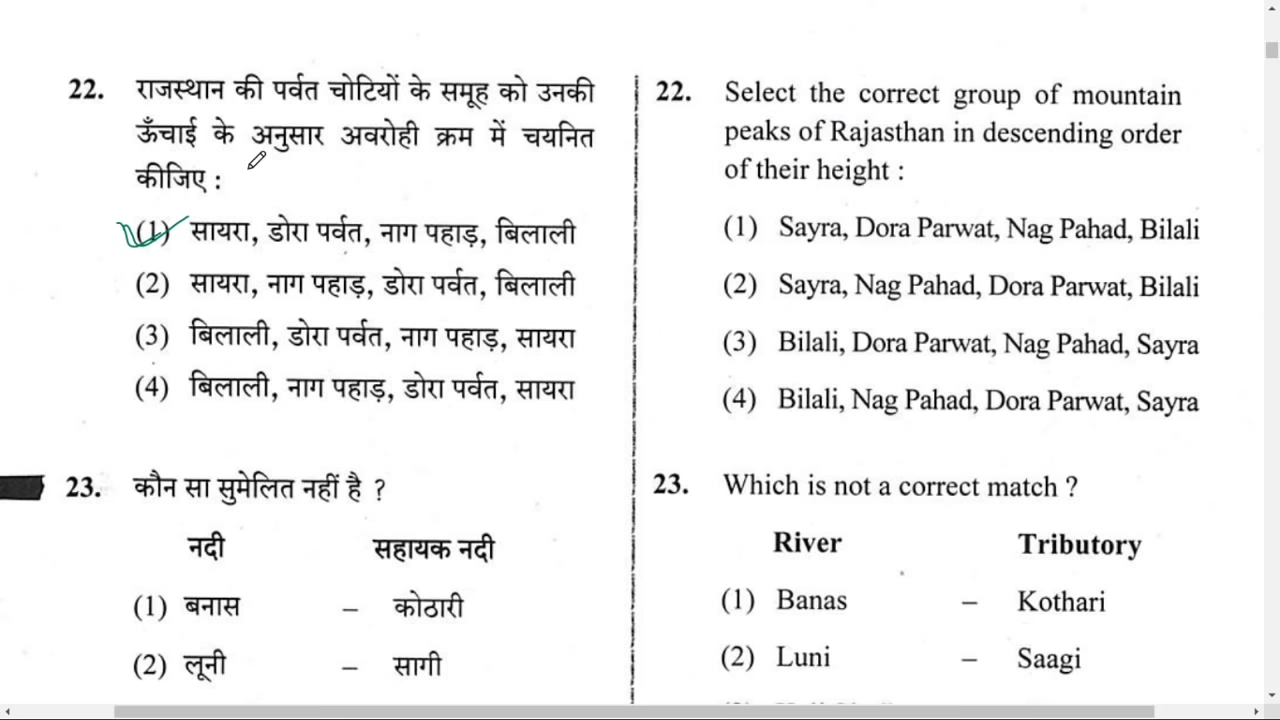 22. राजस्थान की पर्वत चोटियों के समूह को उनकी
ऊँचाई के अनुसार अवरोही क्रम में चयनित
कीजिए :
(1) सायरा, डोरा पर्वत, नाग पहाड़, बिलाली
(2) सायरा, नाग पहाड़, डोरा पर्वत, बिलाली
(3) बिलाली, डोरा पर्वत, नाग पहाड़, सायरा
(4) बिलाली, नाग पहाड़, डोरा पर्वत, सायरा
23. कौन सा सुमेलित नहीं है ?
नदी सहायक नदी
(1) बनास – कोठारी
(2) लूनी – सागी
22. Select the correct group of mountain
peaks of Rajasthan in descending order
of their height :
(1) Sayra, Dora Parwat, Nag Pahad, Bilali
(2) Sayra, Nag Pahad, Dora Parwat, Bilali
(3) Bilali, Dora Parwat, Nag Pahad, Sayra
(4) Bilali, Nag Pahad, Dora Parwat, Sayra
23. Which is not a correct match ?
River Tributory
(1) Banas – Kothari
(2) Luni – Saagi